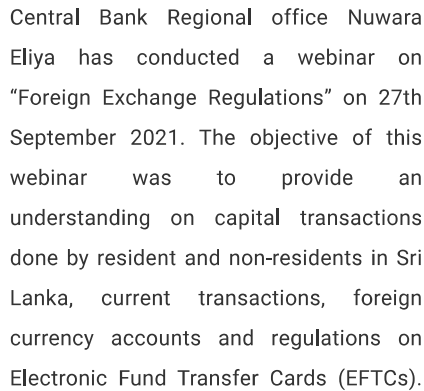 Central Bank Regional office Nuwara
Eliya has conducted a webinar on
“Foreign Exchange Regulations” on 27th
September 2021. The objective of this
webinar was to provide an
understanding on capital transactions
done by resident and non-residents in Sri
Lanka, current transactions, foreign
currency accounts and regulations on
Electronic Fund Transfer Cards (EFTCs).